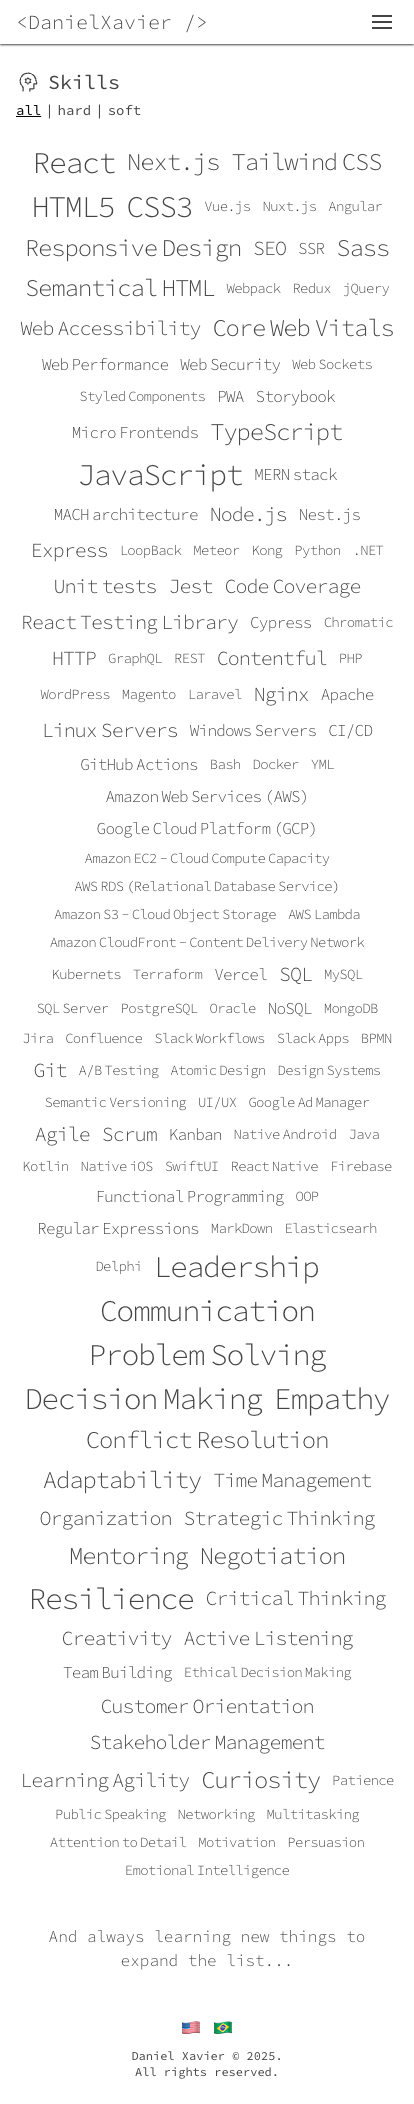 <DanielXavier />
Skills
all | hard | soft
React Next.js Tailwind CSS
HTML5 CSS3 Vue.js Nuxt.js Angular
Responsive Design SEO SSR Sass
Semantical HTML Webpack Redux jQuery
Web Accessibility Core Web Vitals
Web Performance Web Security Web Sockets
Styled Components PWA Storybook
Micro Frontends TypeScript
JavaScript MERN stack
MACH architecture Node.js Nest.js
Express LoopBack Meteor Kong Python .NET
Unit tests Jest Code Coverage
React Testing Library Cypress Chromatic
HTTP GraphQL REST Contentful PHP
WordPress Magento Laravel Nginx Apache
Linux Servers Windows Servers CI/CD
GitHub Actions Bash Docker YML
Amazon Web Services (AWS)
Google Cloud Platform (GCP)
Amazon EC2 - Cloud Compute Capacity
AWS RDS (Relational Database Service)
Amazon S3 - Cloud Object Storage AWS Lambda
Amazon CloudFront - Content Delivery Network
Kubernets Terraform Vercel SQL MySQL
SQL Server PostgreSQL Oracle NoSQL MongoDB
Jira Confluence Slack Workflows Slack Apps BPMN
Git A/B Testing Atomic Design Design Systems
Semantic Versioning UI/UX Google Ad Manager
Agile Scrum Kanban Native Android Java
Kotlin Native iOS SwiftUI React Native Firebase
Functional Programming OOP
Regular Expressions MarkDown Elasticsearh
Delphi Leadership
Communication
Problem Solving
Decision Making Empathy
Conflict Resolution
Adaptability Time Management
Organization Strategic Thinking
Mentoring Negotiation
Resilience Critical Thinking
Creativity Active Listening
Team Building Ethical Decision Making
Customer Orientation
Stakeholder Management
Learning Agility Curiosity Patience
Public Speaking Networking Multitasking
Attention to Detail Motivation Persuasion
Emotional Intelligence
And always learning new things to
expand the list...
Daniel Xavier © 2025.
All rights reserved.